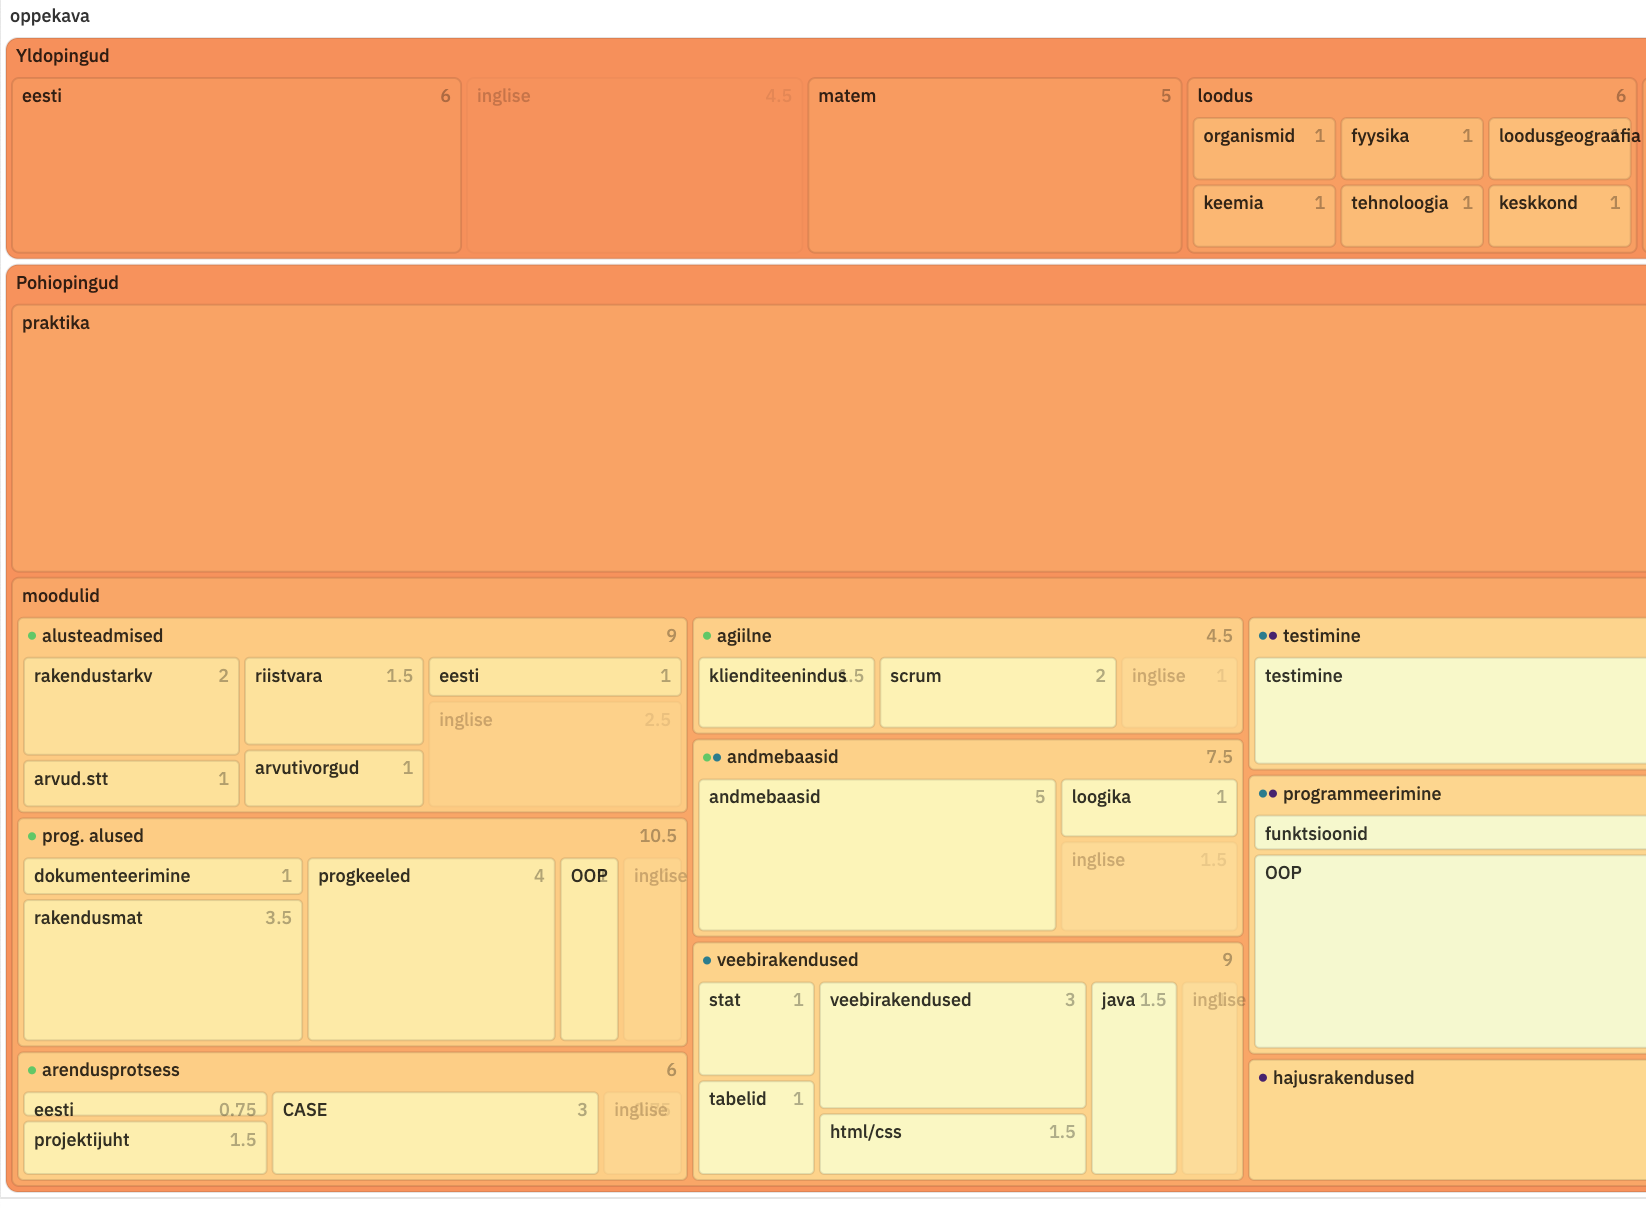 oppekava
Yldopingud
eesti 6
inglise 4.5
matem 5
loodus 6
organismid 1
fyysika 1
loodusgeograafia 1
keemia 1
tehnoloogia 1
keskkond 1
Pohiopingud
praktika
moodulid
alusteadmised 9
rakendustarkv 2
riistvara 1.5
eesti 1
inglise 2.5
arvud.stt 1
arvutivorgud 1
prog. alused 10.5
dokumenteerimine 1
progkeeled 4
OOP
inglise
rakendusmat 3.5
arendusprotsess 6
eesti 0.75
CASE 3
inglise
projektijuht 1.5
agiilne 4.5
klienditeenindus 1.5
scrum 2
inglise 1
andmebaasid 7.5
andmebaasid 5
loogika 1
inglise 1.5
veebirakendused 9
stat 1
veebirakendused 3
java 1.5
inglise
tabelid 1
html/css 1.5
testimine
testimine
programmeerimine
funktsioonid
OOP
hajusrakendused